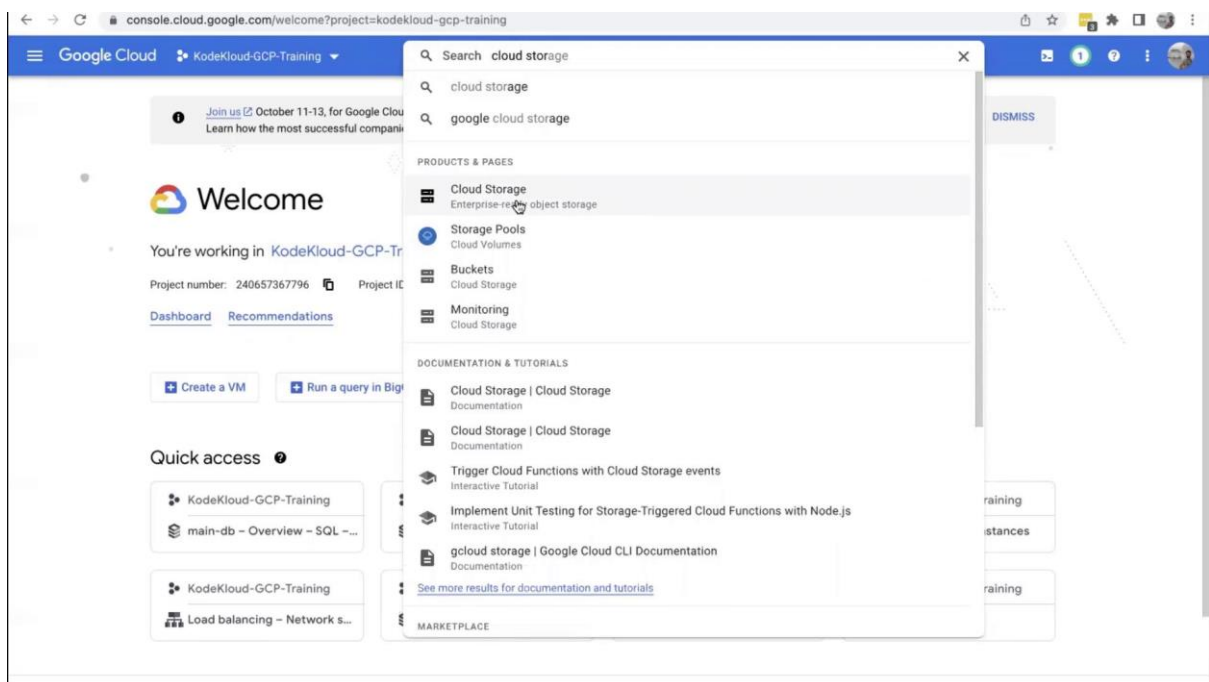 console.cloud.google.com/welcome?project=kodekloud-gcp-training
Google Cloud
KodeKloud-GCP-Training
Search cloud storage
1
Join us October 11-13, for Google Clou
Learn how the most successful compani
DISMISS
cloud storage
google cloud storage
PRODUCTS & PAGES
Cloud Storage
Enterprise-ready object storage
Storage Pools
Cloud Volumes
Buckets
Cloud Storage
Monitoring
Cloud Storage
DOCUMENTATION & TUTORIALS
Cloud Storage | Cloud Storage
Documentation
Cloud Storage | Cloud Storage
Documentation
Trigger Cloud Functions with Cloud Storage events
Interactive Tutorial
Implement Unit Testing for Storage-Triggered Cloud Functions with Node.js
Interactive Tutorial
gcloud storage | Google Cloud CLI Documentation
Documentation
See more results for documentation and tutorials
MARKETPLACE
Welcome
You're working in KodeKloud-GCP-Tr
Project number: 240657367796 Project ID
Dashboard Recommendations
Create a VM Run a query in Big
Quick access
KodeKloud-GCP-Training
main-db – Overview – SQL –...
raining
stances
KodeKloud-GCP-Training
Load balancing – Network s...
raining